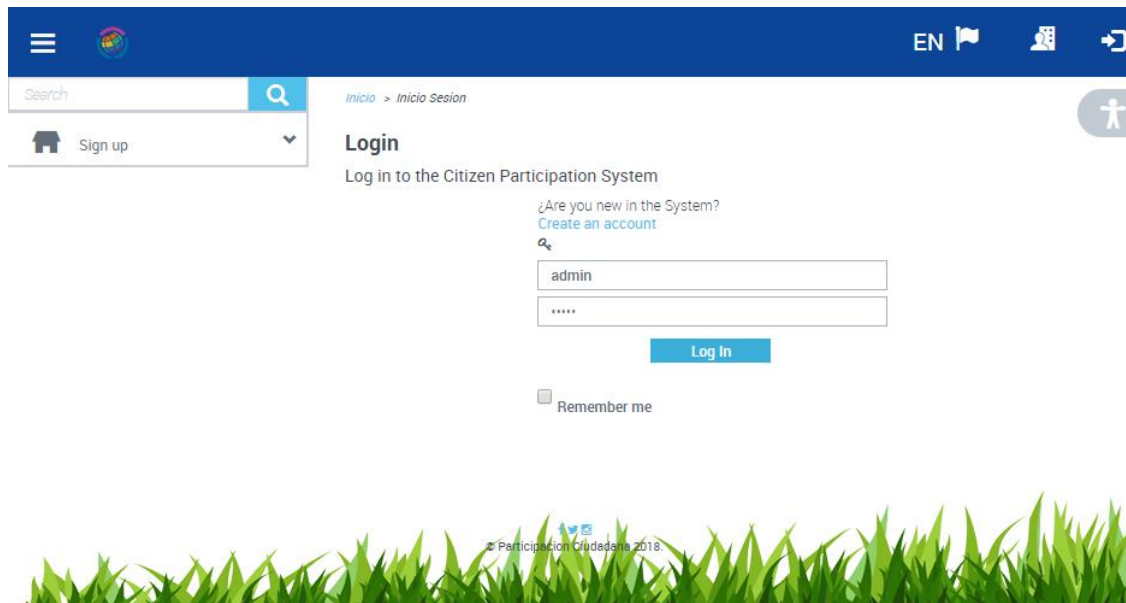 EN
Search
Sign up
Inicio > Inicio Sesion
Login
Log in to the Citizen Participation System
¿Are you new in the System?
Create an account
admin
•••••
Log In
Remember me
© Participacion Ciudadana 2018.